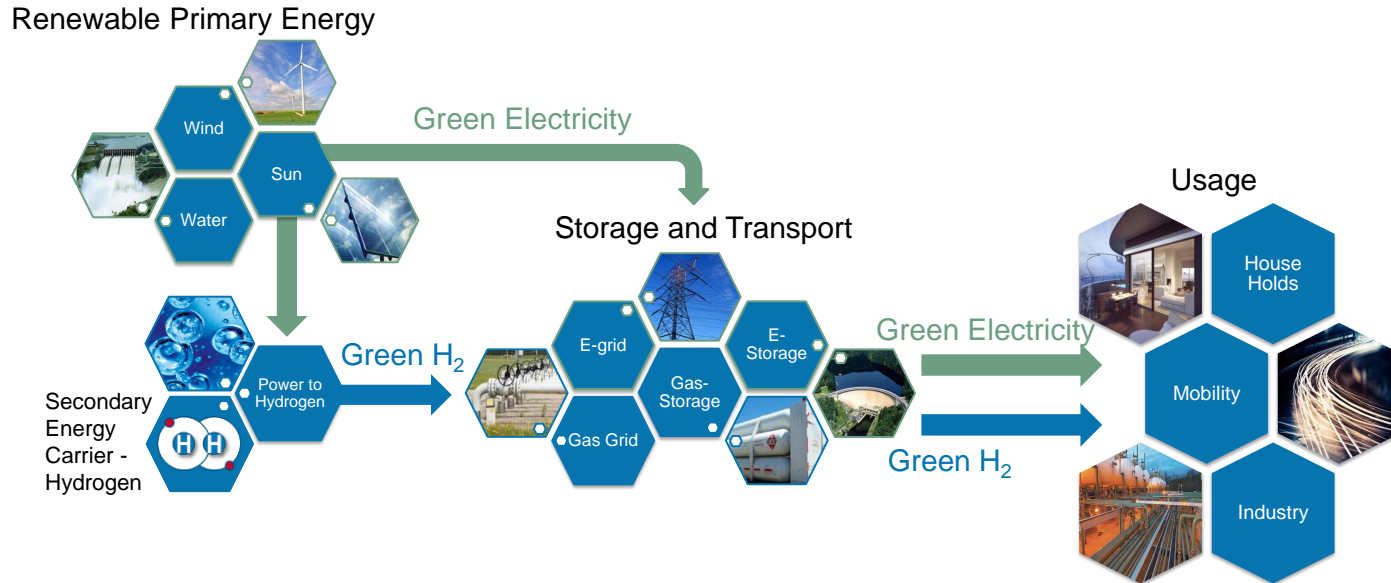 Renewable Primary Energy
Wind
Sun
Water
Green Electricity
Storage and Transport
Usage
House
Holds
Mobility
Industry
E-grid
E-
Storage
Gas-
Storage
Gas Grid
Green Electricity
Green H₂
Power to
Hydrogen
Green H₂
Secondary
Energy
Carrier -
Hydrogen
H H